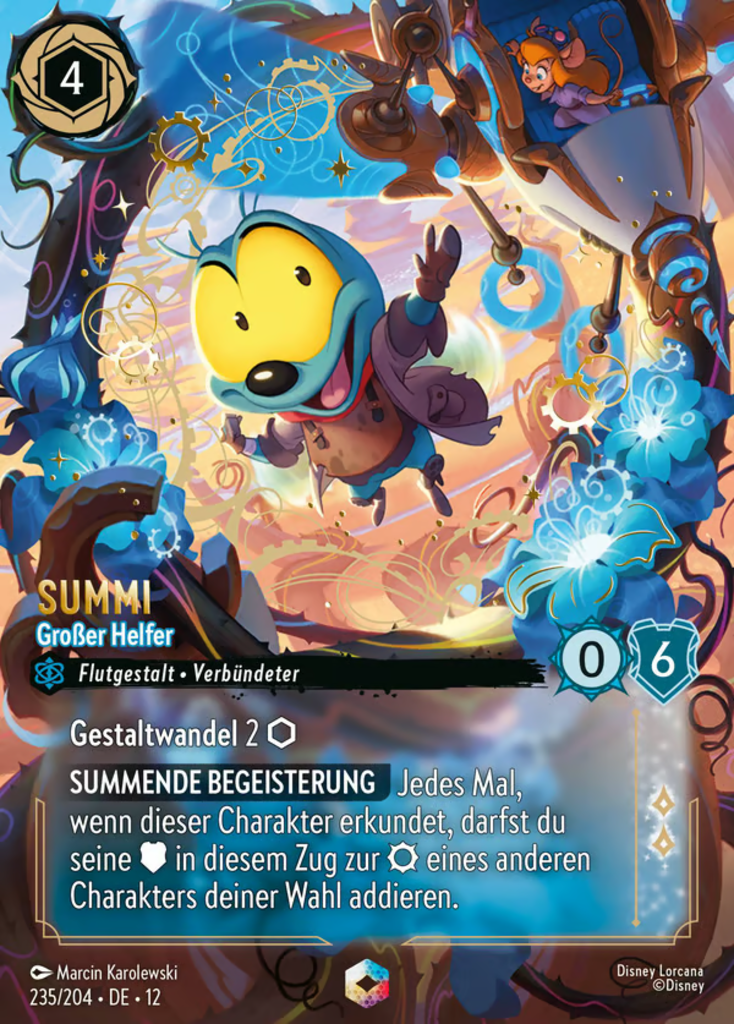 4
SUMMI
Großer Helfer
Flutgestalt • Verbündeter
0
6
Gestaltwandel 2
SUMMENDE BEGEISTERUNG Jedes Mal,
wenn dieser Charakter erkundet, darfst du
seine in diesem Zug zur eines anderen
Charakters deiner Wahl addieren.
Marcin Karolewski
235/204 • DE • 12
Disney Lorcana
©Disney